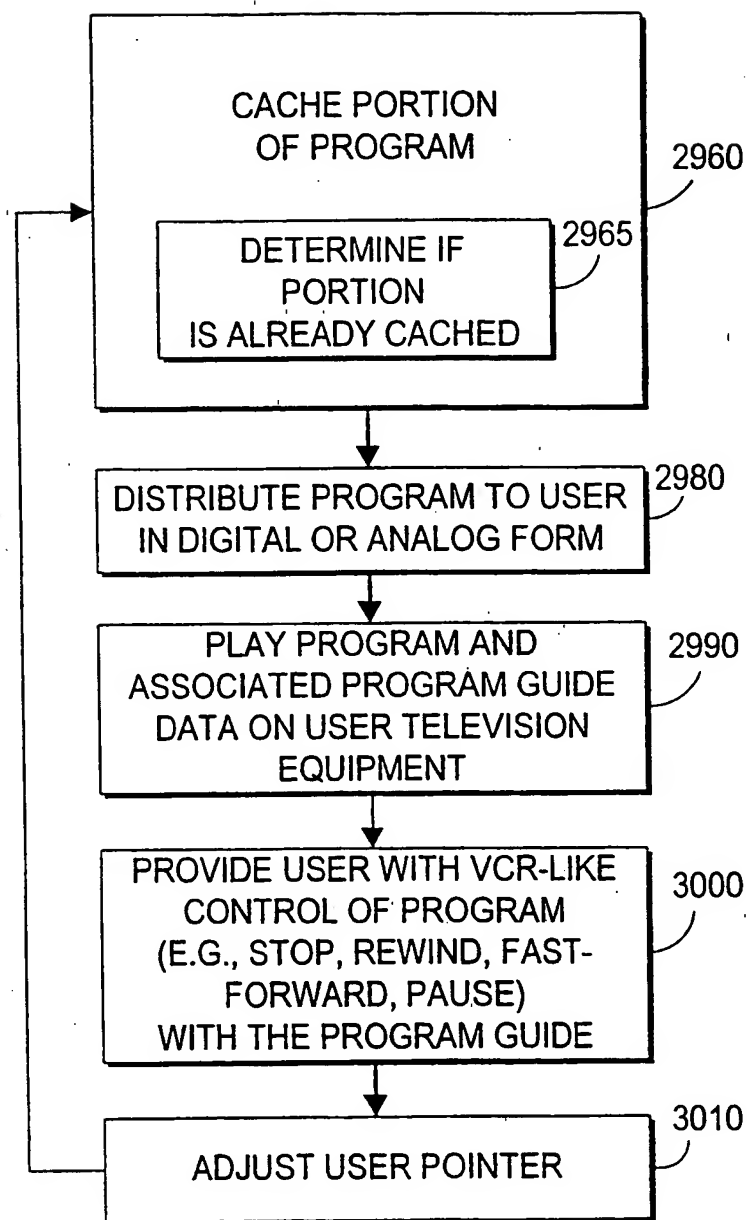 CACHE PORTION
OF PROGRAM
2960
DETERMINE IF
PORTION
IS ALREADY CACHED
2965
DISTRIBUTE PROGRAM TO USER
IN DIGITAL OR ANALOG FORM
2980
PLAY PROGRAM AND
ASSOCIATED PROGRAM GUIDE
DATA ON USER TELEVISION
EQUIPMENT
2990
PROVIDE USER WITH VCR-LIKE
CONTROL OF PROGRAM
(E.G., STOP, REWIND, FAST-
FORWARD, PAUSE)
WITH THE PROGRAM GUIDE
3000
ADJUST USER POINTER
3010